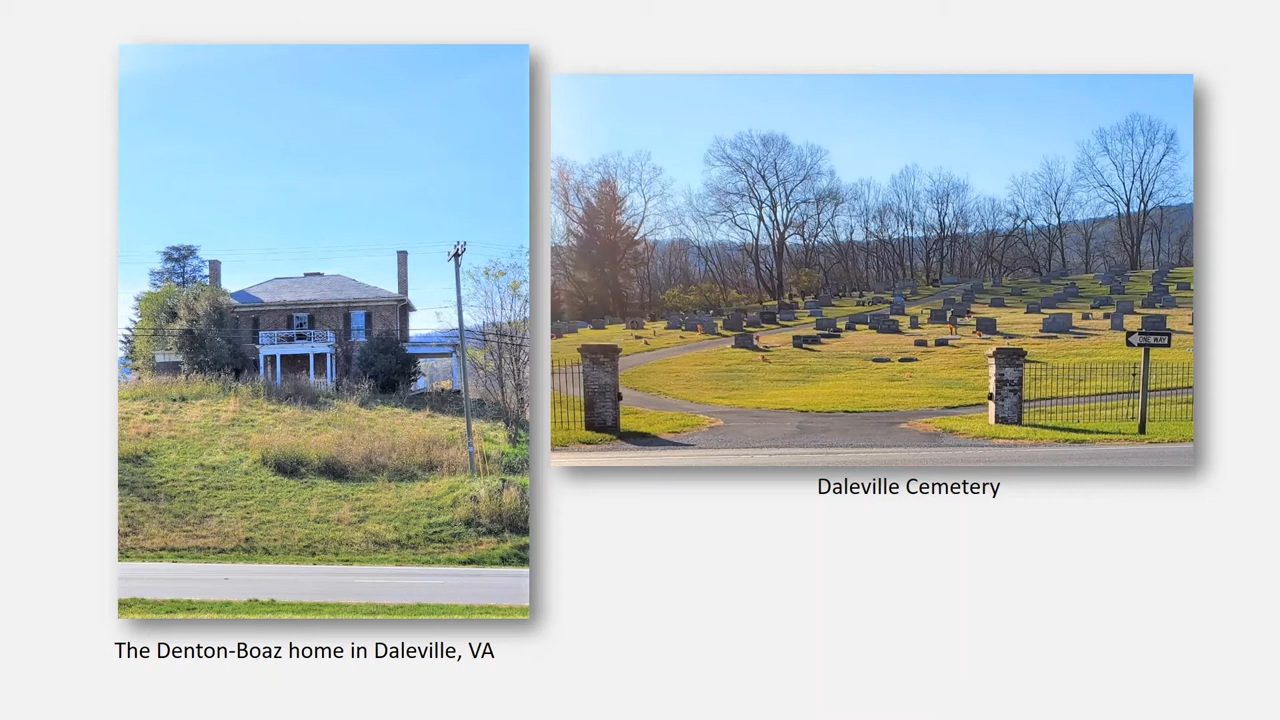 ONE WAY
The Denton-Boaz home in Daleville, VA
Daleville Cemetery